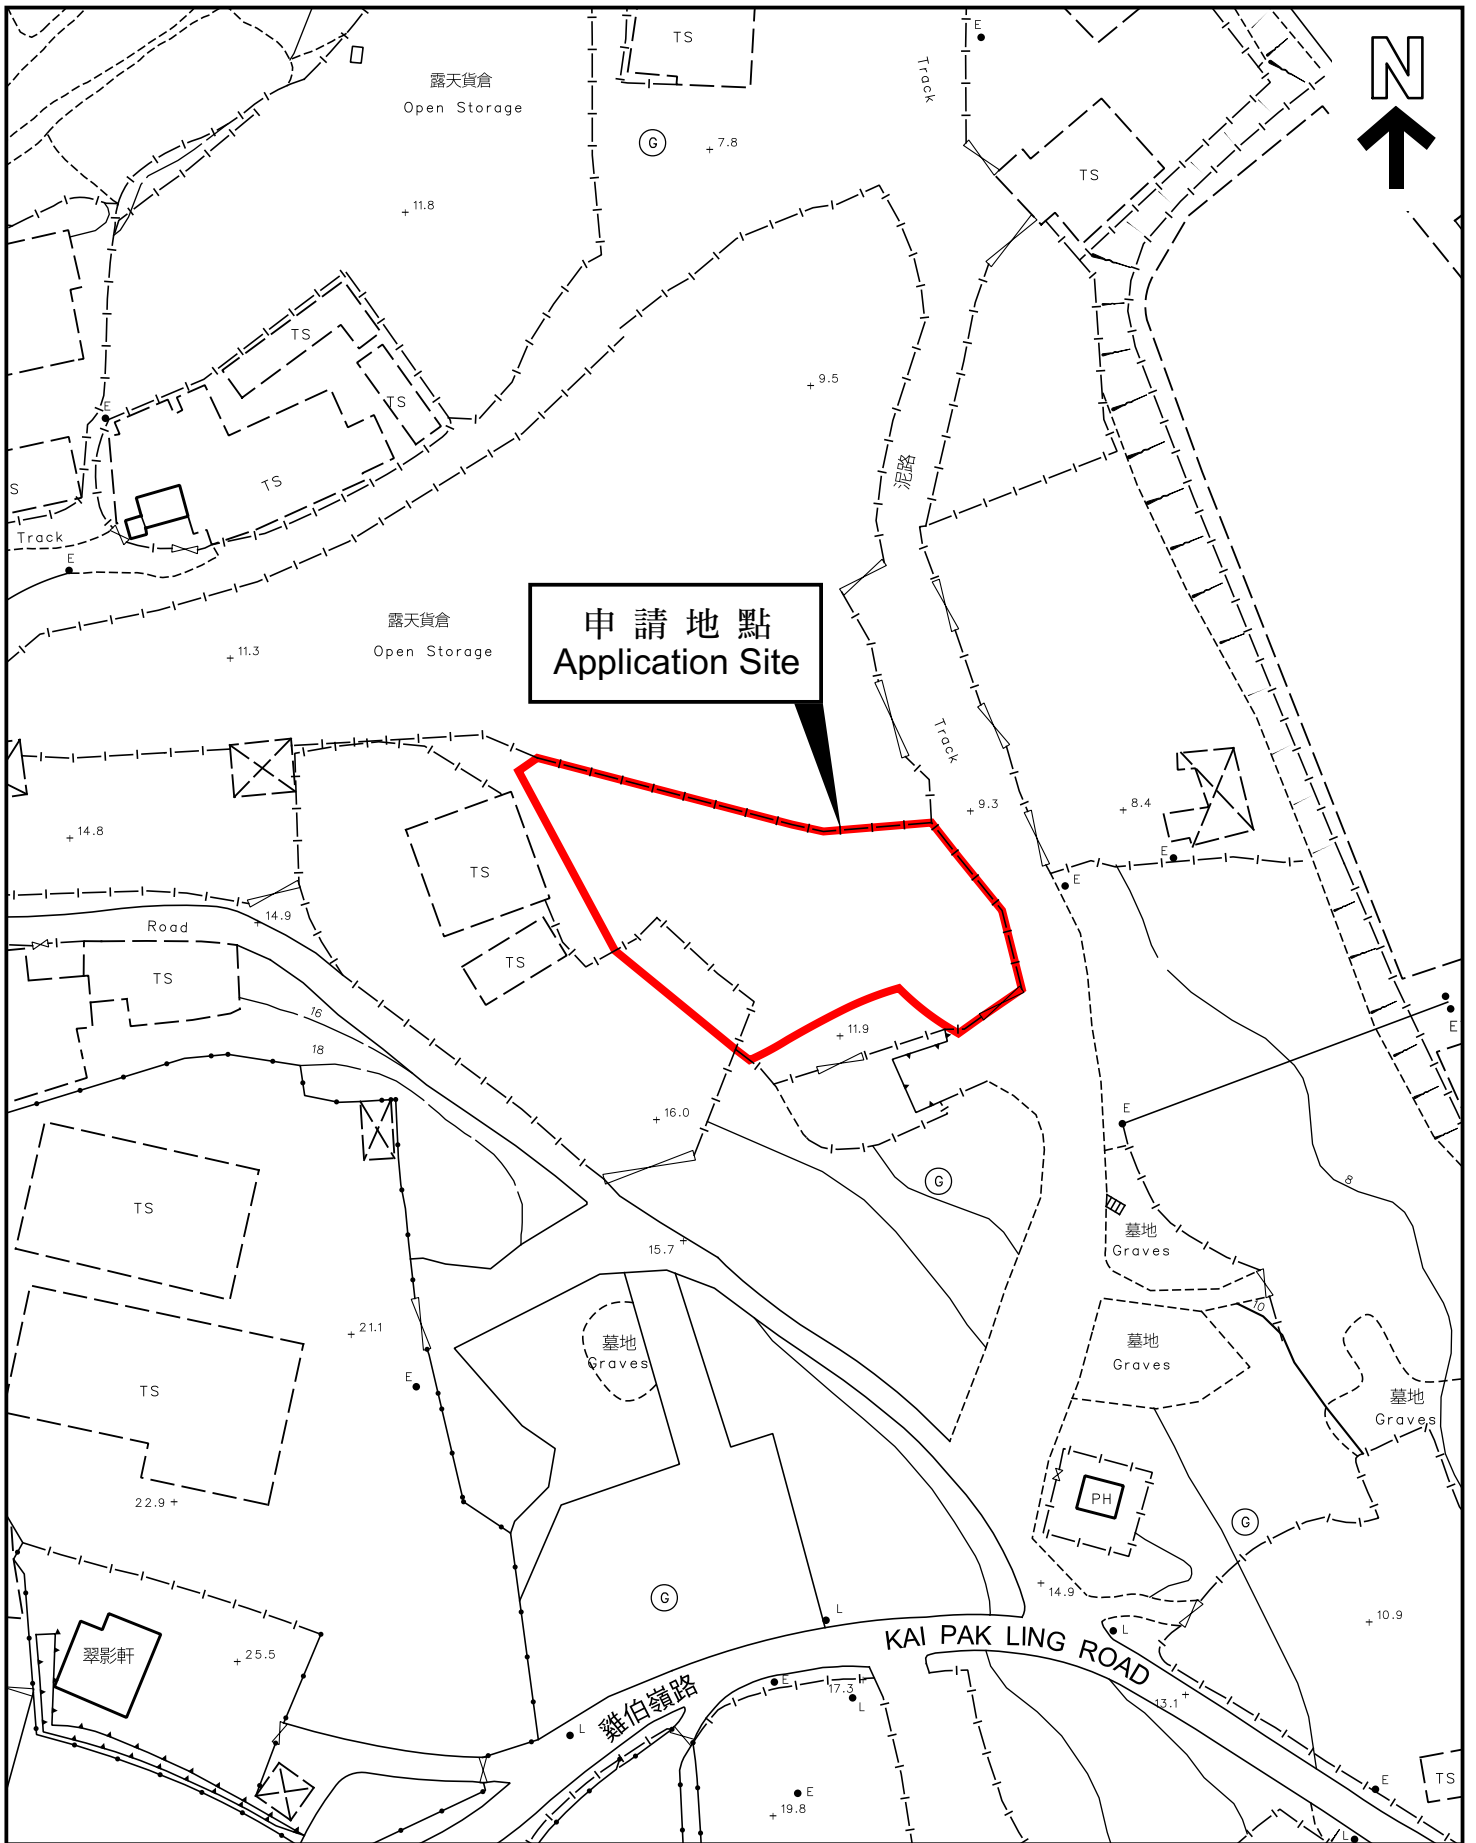 TS
E
N
露天貨倉
Open Storage
Track
G
7.8
TS
11.8
TS
9.5
TS
E
泥路
TS
S
Track
E
申請地點
Application Site
露天貨倉
Open Storage
11.3
Track
9.3
8.4
14.8
E
TS
E
14.9
Road
TS
TS
16
E
11.9
18
16.0
E
G
8
TS
墓地
Graves
15.7
10
21.1
墓地
Graves
墓地
Graves
E
TS
墓地
Graves
PH
22.9
G
14.9
G
10.9
L
L
KAI PAK LING ROAD
翠影軒
25.5
E
17.3
13.1
L
雞伯嶺路
L
TS
E
E
19.8
L